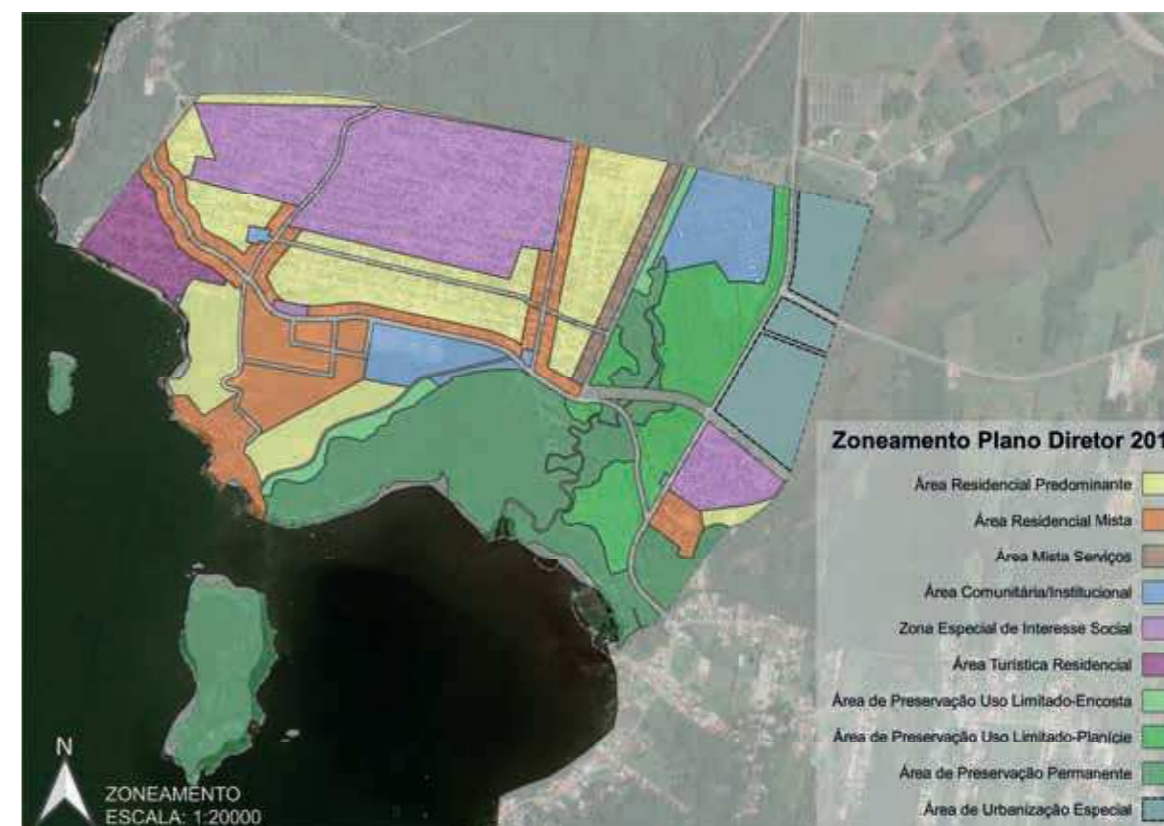 Zoneamento Plano Diretor 201
Área Residencial Predominante
Área Residencial Mista
Área Mista Serviços
Área Comunitária/Institucional
Zona Especial de Interesse Social
Área Turística Residencial
Área de Preservação Uso Limitado-Encosta
Área de Preservação Uso Limitado-Planície
Área de Preservação Permanente
Área de Urbanização Especial
N
ZONEAMENTO
ESCALA: 1:20000